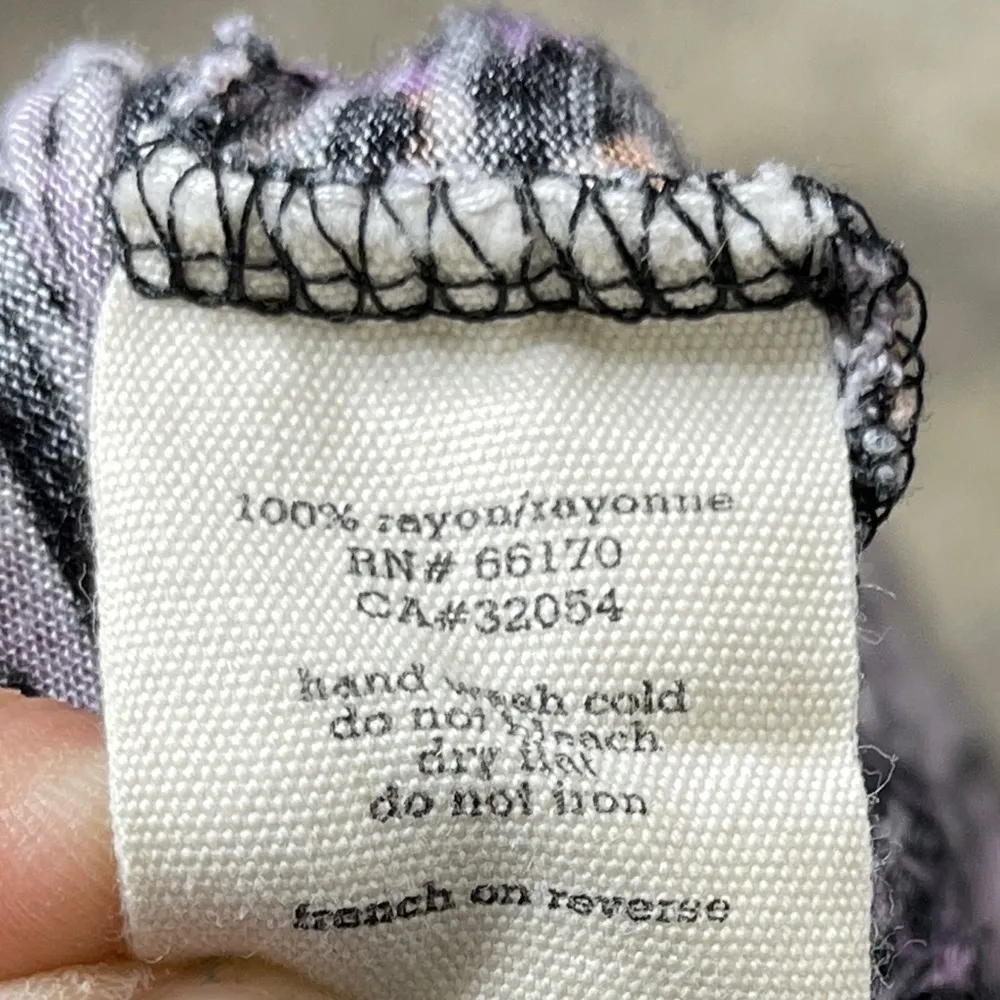 100% rayon/rayonne
RN# 66170
CA#32054
hand wash cold
do not bleach
dry flat
do not iron
french on reverse